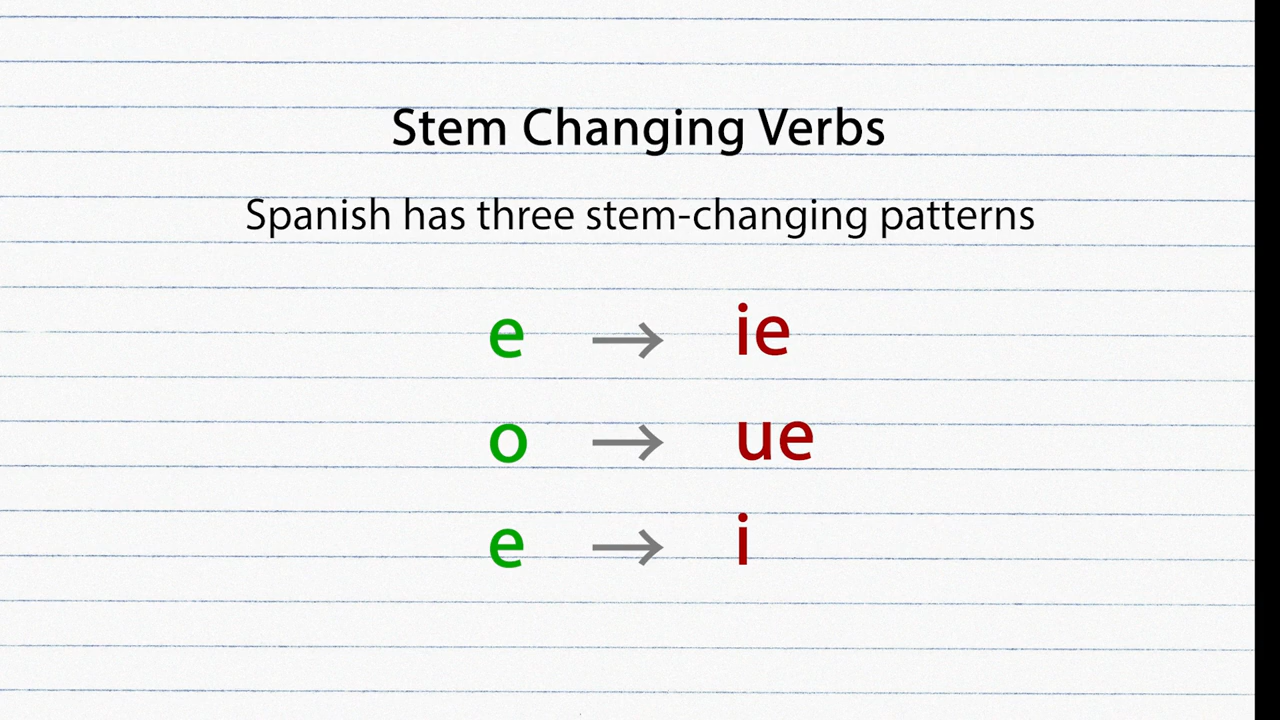 Stem Changing Verbs
Spanish has three stem-changing patterns
e → ie
o → ue
e → i